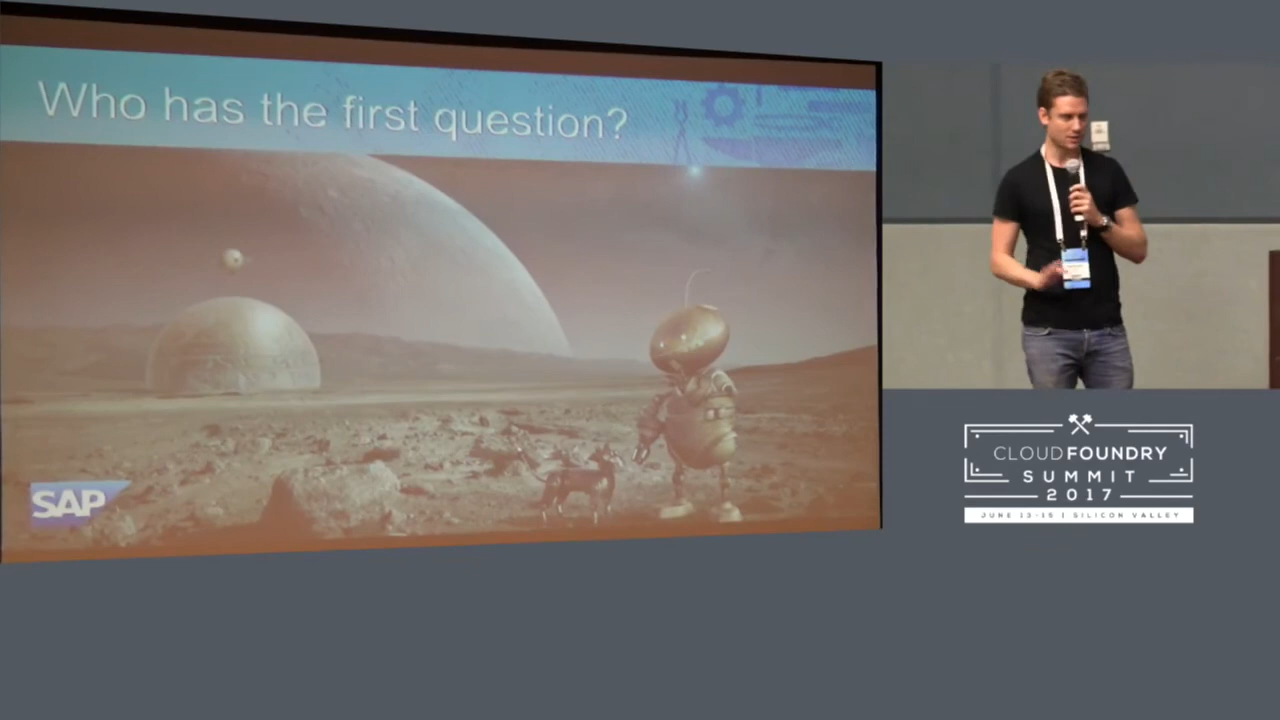 Who has the first question?
SAP
CLOUD FOUNDRY
SUMMIT
2017
JUNE 13-15 | SILICON VALLEY